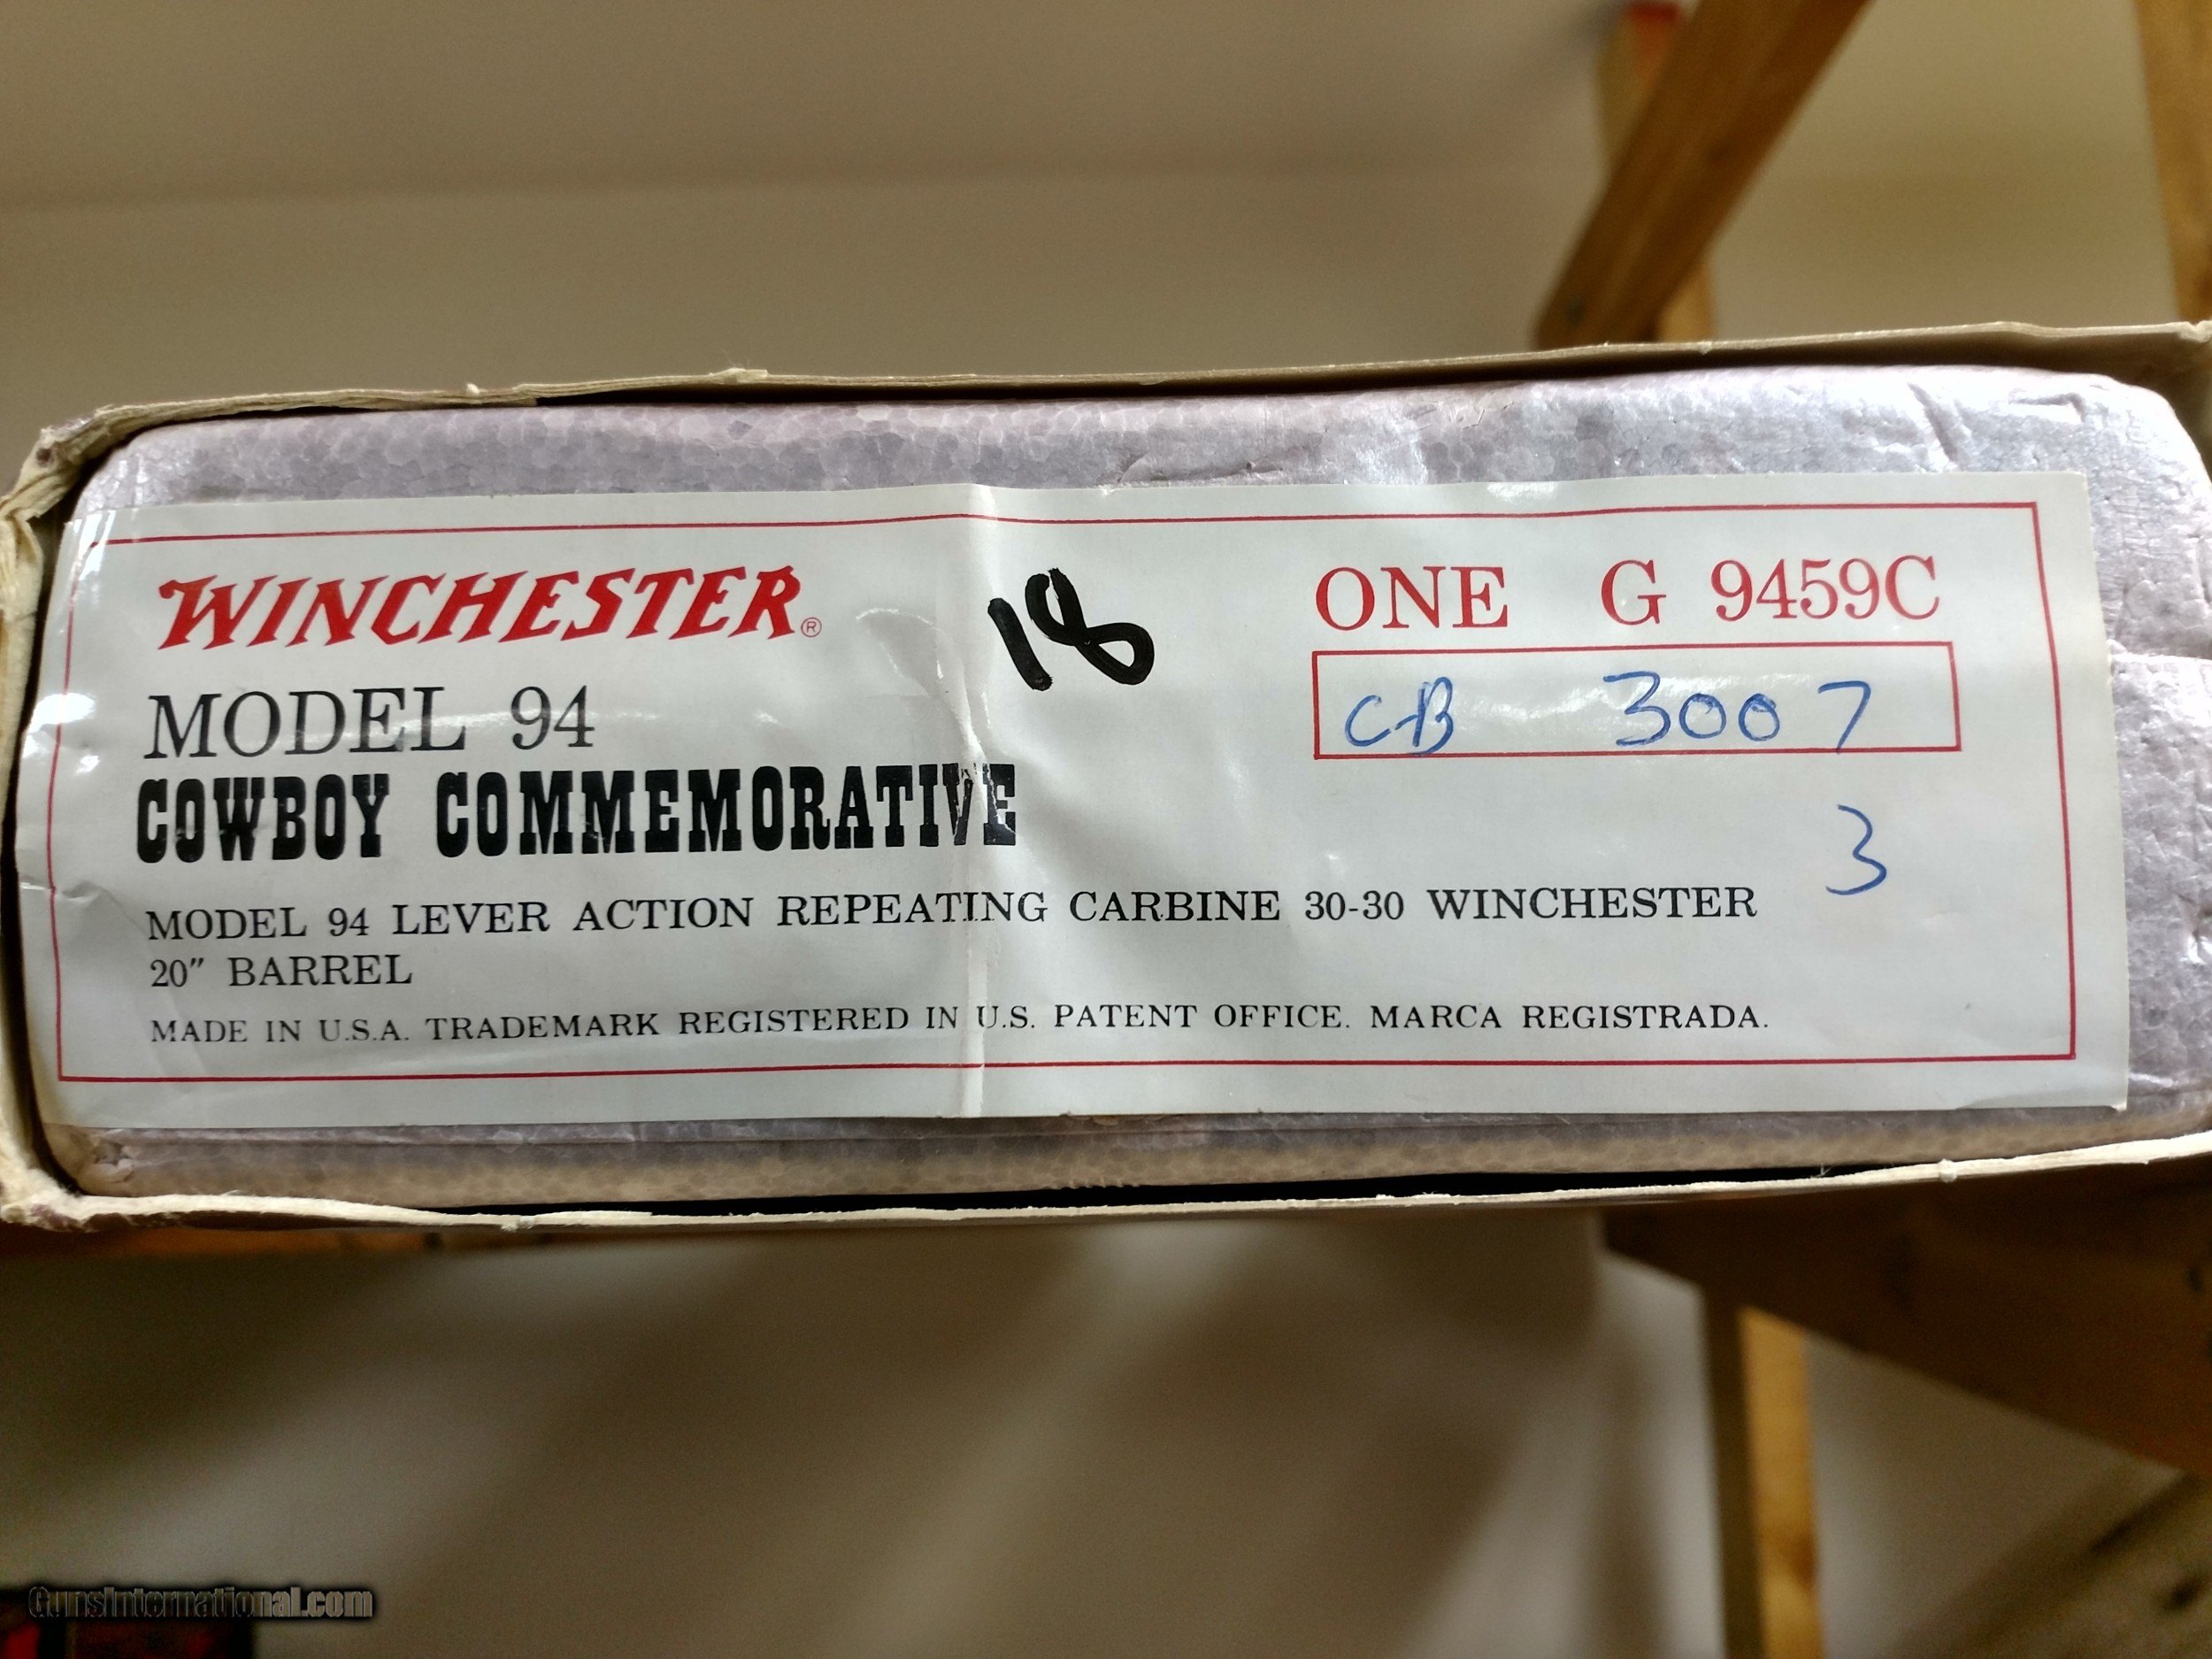 WINCHESTER®
18
ONE G 9459C
MODEL 94
CB 3007
COWBOY COMMEMORATIVE
3
MODEL 94 LEVER ACTION REPEATING CARBINE 30-30 WINCHESTER
20" BARREL
MADE IN U.S.A. TRADEMARK REGISTERED IN U.S. PATENT OFFICE. MARCA REGISTRADA.
GunsInternational.com